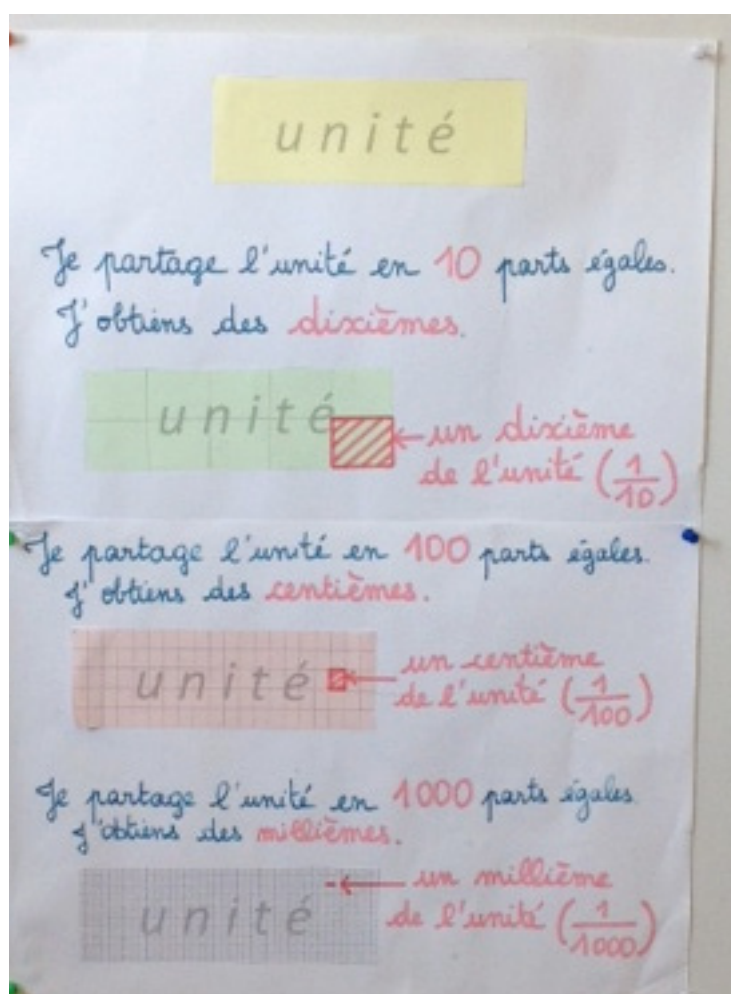 unité
Je partage l'unité en 10 parts égales.
J'obtiens des dixièmes.
unité
un dixième
de l'unité (1/10)
Je partage l'unité en 100 parts égales.
J'obtiens des centièmes.
unité
un centième
de l'unité (1/100)
Je partage l'unité en 1000 parts égales.
J'obtiens des millièmes.
unité
un millième
de l'unité (1/1000)